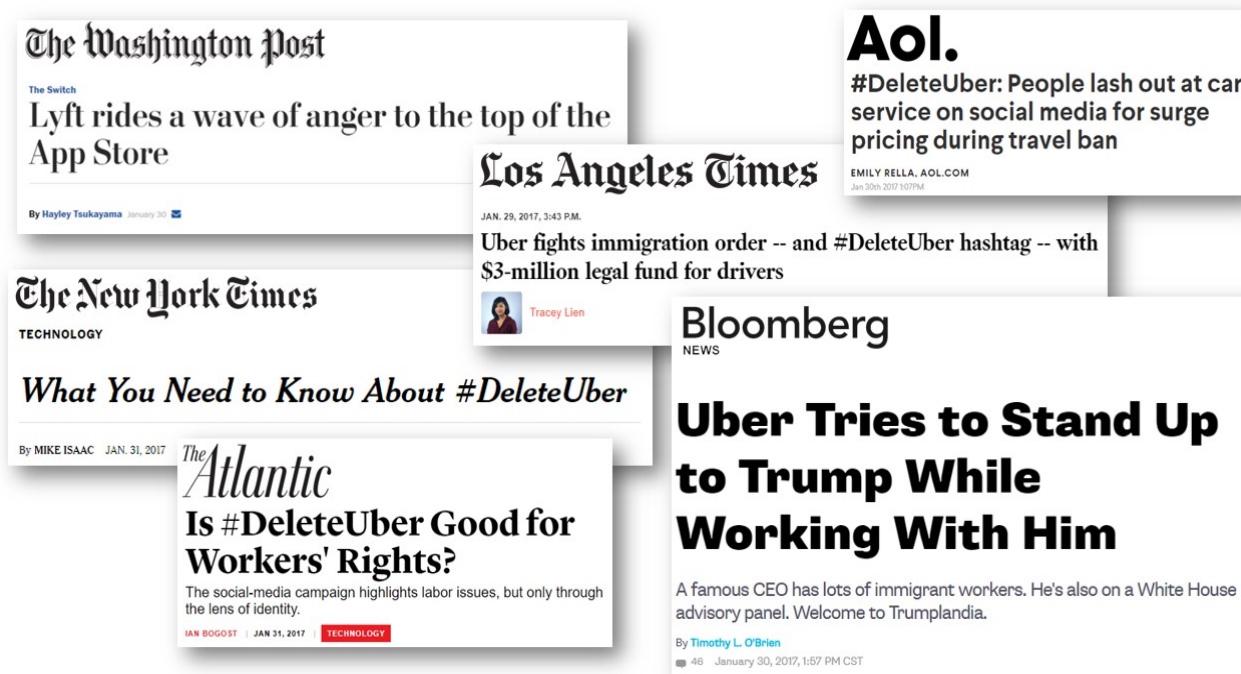 The Washington Post
The Switch
Lyft rides a wave of anger to the top of the
App Store
By Hayley Tsukayama January 30
Aol.
#DeleteUber: People lash out at car
service on social media for surge
pricing during travel ban
EMILY RELLA, AOL.COM
Jan 30th 2017 1:07PM
Los Angeles Times
JAN. 29, 2017, 3:43 P.M.
Uber fights immigration order -- and #DeleteUber hashtag -- with
$3-million legal fund for drivers
Tracey Lien
The New York Times
TECHNOLOGY
What You Need to Know About #DeleteUber
By MIKE ISAAC JAN. 31, 2017
The Atlantic
Is #DeleteUber Good for
Workers' Rights?
The social-media campaign highlights labor issues, but only through
the lens of identity.
IAN BOGOST | JAN 31, 2017 | TECHNOLOGY
Bloomberg
NEWS
Uber Tries to Stand Up
to Trump While
Working With Him
A famous CEO has lots of immigrant workers. He's also on a White House
advisory panel. Welcome to Trumplandia.
By Timothy L. O'Brien
46 January 30, 2017, 1:57 PM CST